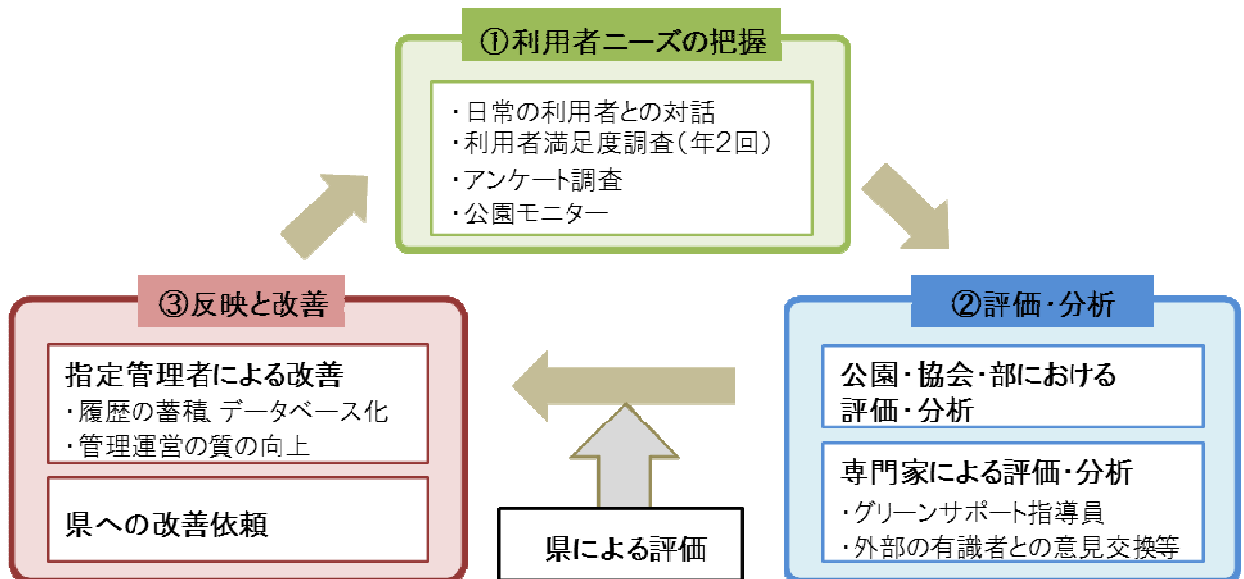 ①利用者ニーズの把握
・日常の利用者との対話
・利用者満足度調査(年2回)
・アンケート調査
・公園モニター
②評価・分析
公園・協会・部における
評価・分析
専門家による評価・分析
・グリーンサポート指導員
・外部の有識者との意見交換等
③反映と改善
指定管理者による改善
・履歴の蓄積、データベース化
・管理運営の質の向上
県への改善依頼
県による評価